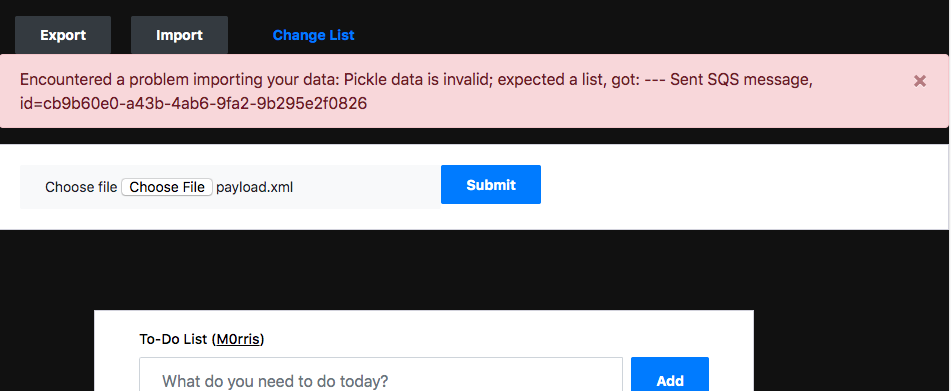 Export Import Change List
Encountered a problem importing your data: Pickle data is invalid; expected a list, got: --- Sent SQS message, ×
id=cb9b60e0-a43b-4ab6-9fa2-9b295e2f0826
Choose file Choose File payload.xml Submit
To-Do List (M0rris)
What do you need to do today? Add